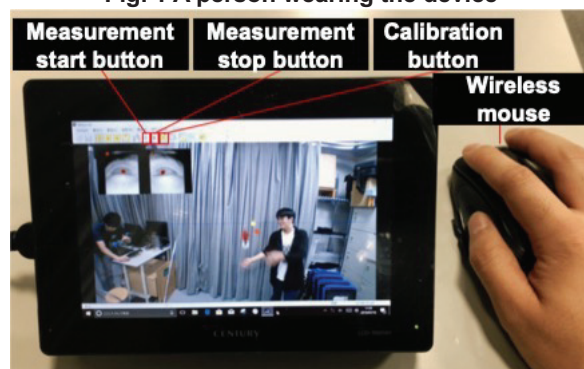 Fig. 1 A person wearing the device
Measurement
start button
Measurement
stop button
Calibration
button
Wireless
mouse
CENTURY